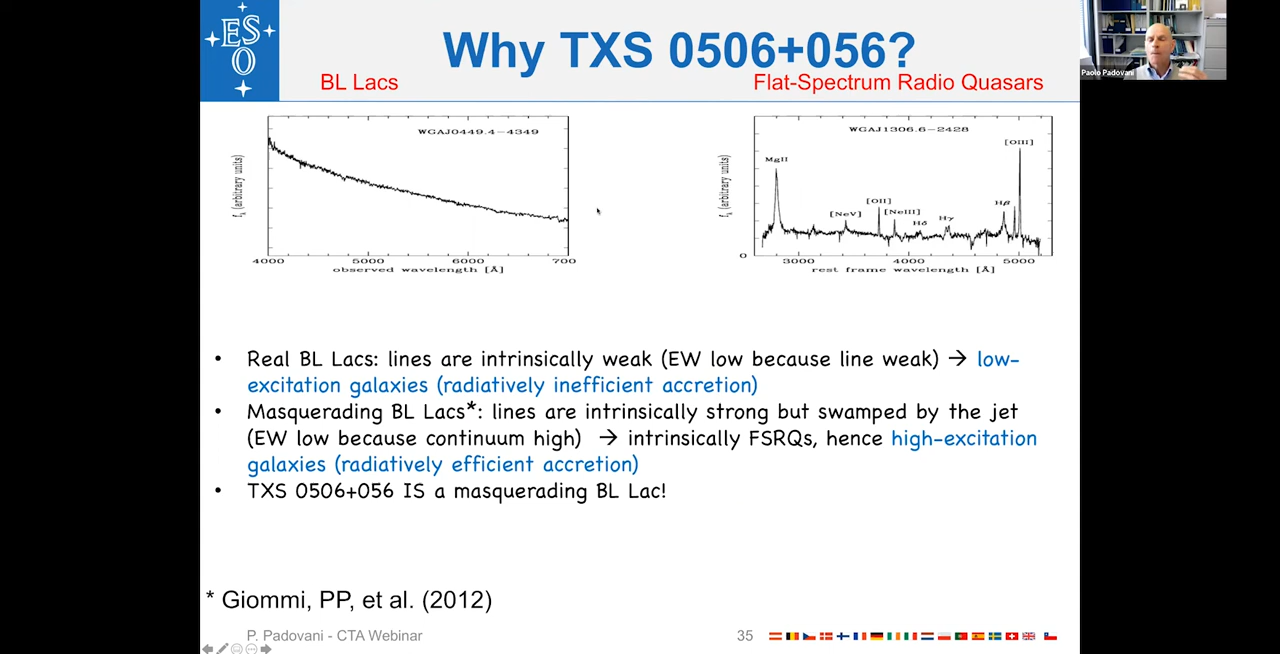 ESO
Why TXS 0506+056?
BL Lacs
Flat-Spectrum Radio Quasars
Paolo Padovani
WGAJ0449.4-4349
fλ (arbitrary units)
4000 5000 6000 700
observed wavelength [Å]
WGAJ1306.6-2428
[OIII]
MgII
[OII]
[NeV]
[NeIII]
Hδ
Hγ
Hβ
fλ (arbitrary units)
0
3000 4000 5000
rest frame wavelength [Å]
• Real BL Lacs: lines are intrinsically weak (EW low because line weak) → low-
excitation galaxies (radiatively inefficient accretion)
• Masquerading BL Lacs*: lines are intrinsically strong but swamped by the jet
(EW low because continuum high) → intrinsically FSRQs, hence high-excitation
galaxies (radiatively efficient accretion)
• TXS 0506+056 IS a masquerading BL Lac!
* Giommi, PP, et al. (2012)
P. Padovani - CTA Webinar
35